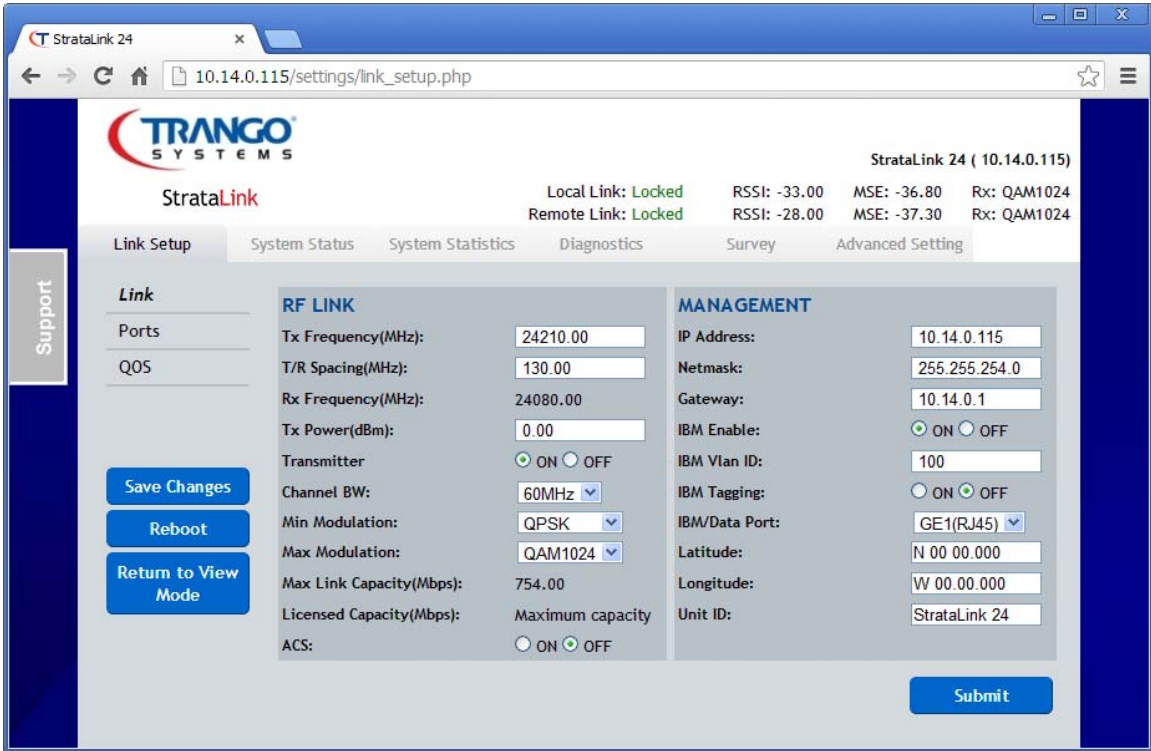 StrataLink 24
10.14.0.115/settings/link_setup.php
TRANGO
SYSTEMS
StrataLink 24 ( 10.14.0.115)
StrataLink
Local Link: Locked RSSI: -33.00 MSE: -36.80 Rx: QAM1024
Remote Link: Locked RSSI: -28.00 MSE: -37.30 Rx: QAM1024
Link Setup System Status System Statistics Diagnostics Survey Advanced Setting
Support
Link
Ports
QOS
Save Changes
Reboot
Return to View
Mode
RF LINK
Tx Frequency(MHz): 24210.00
T/R Spacing(MHz): 130.00
Rx Frequency(MHz): 24080.00
Tx Power(dBm): 0.00
Transmitter ON OFF
Channel BW: 60MHz
Min Modulation: QPSK
Max Modulation: QAM1024
Max Link Capacity(Mbps): 754.00
Licensed Capacity(Mbps): Maximum capacity
ACS: ON OFF
MANAGEMENT
IP Address: 10.14.0.115
Netmask: 255.255.254.0
Gateway: 10.14.0.1
IBM Enable: ON OFF
IBM Vlan ID: 100
IBM Tagging: ON OFF
IBM/Data Port: GE1(RJ45)
Latitude: N 00 00.000
Longitude: W 00.00.000
Unit ID: StrataLink 24
Submit